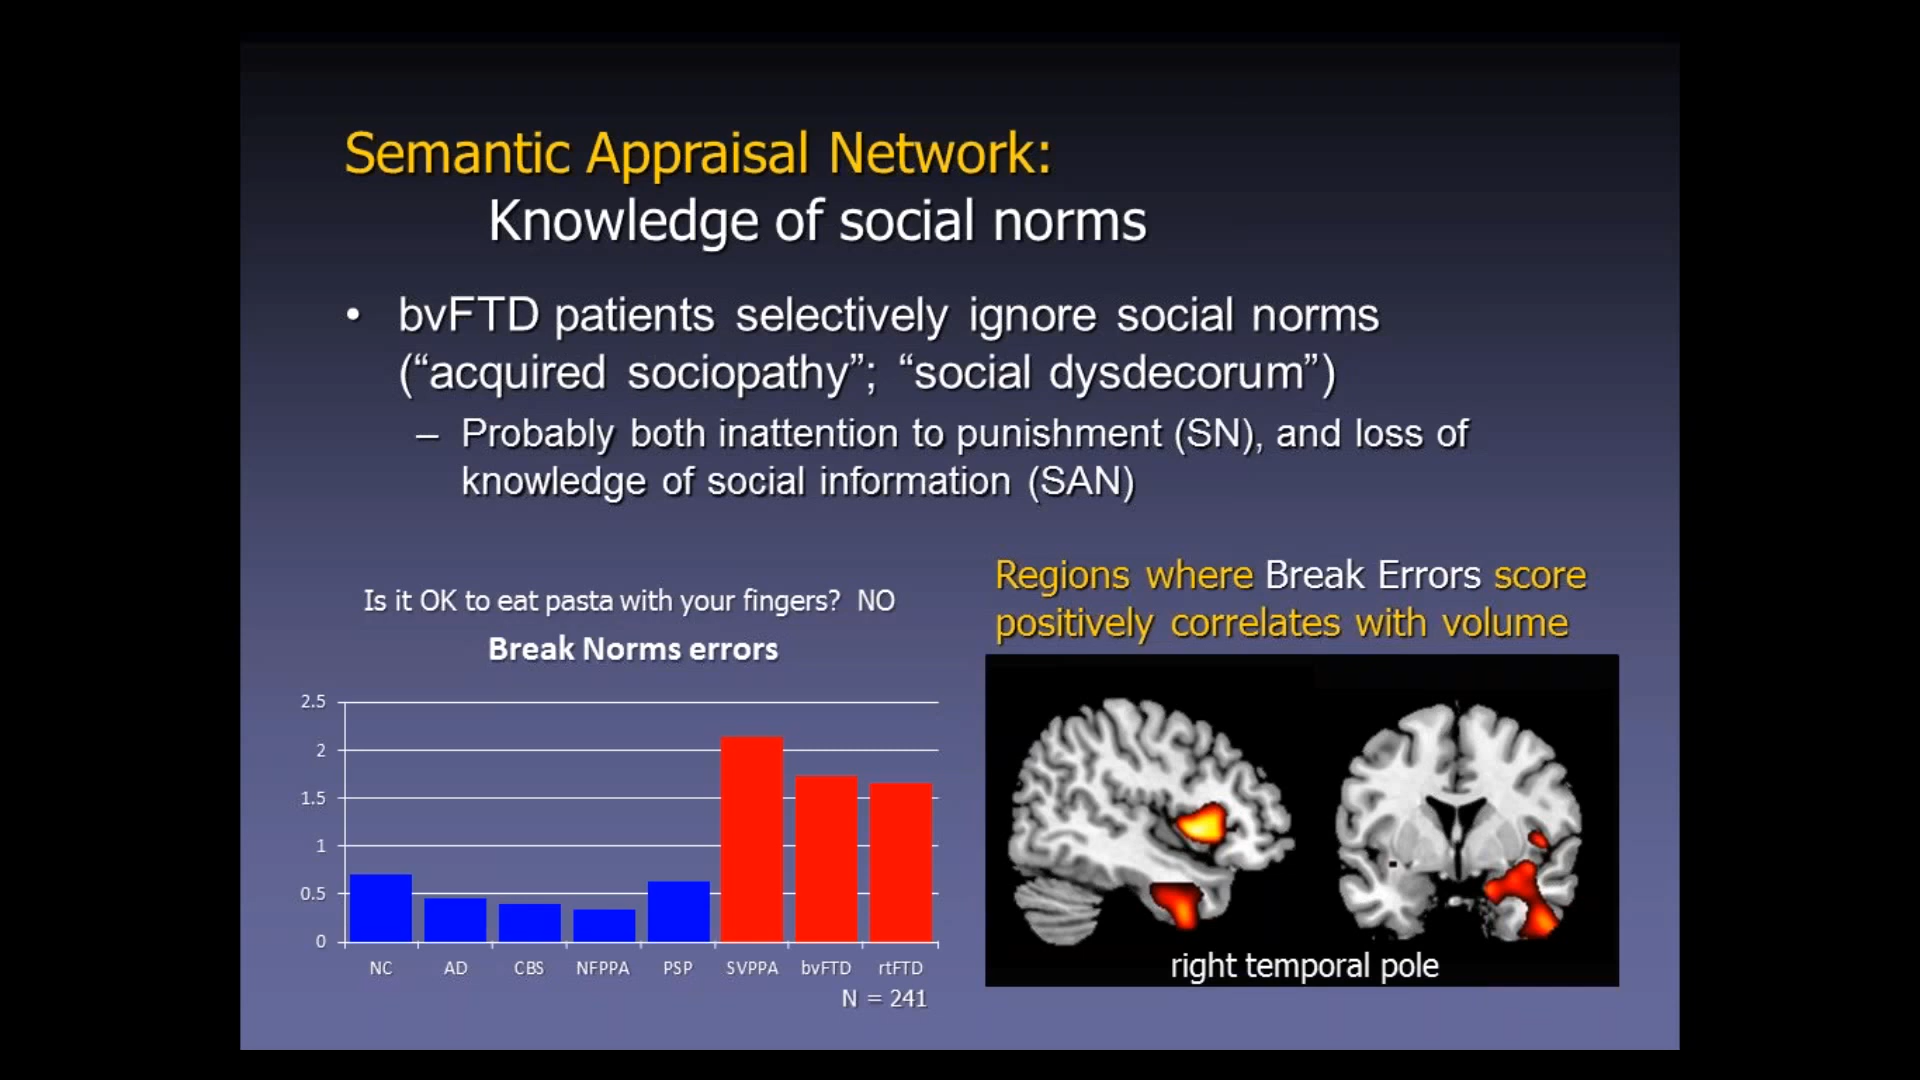 Semantic Appraisal Network:
Knowledge of social norms
• bvFTD patients selectively ignore social norms
(“acquired sociopathy”; “social dysdecorum”)
– Probably both inattention to punishment (SN), and loss of
knowledge of social information (SAN)
Is it OK to eat pasta with your fingers? NO
Break Norms errors
2.5
2
1.5
1
0.5
0
NC AD CBS NFPPA PSP SVPPA bvFTD rtFTD
N = 241
Regions where Break Errors score
positively correlates with volume
right temporal pole